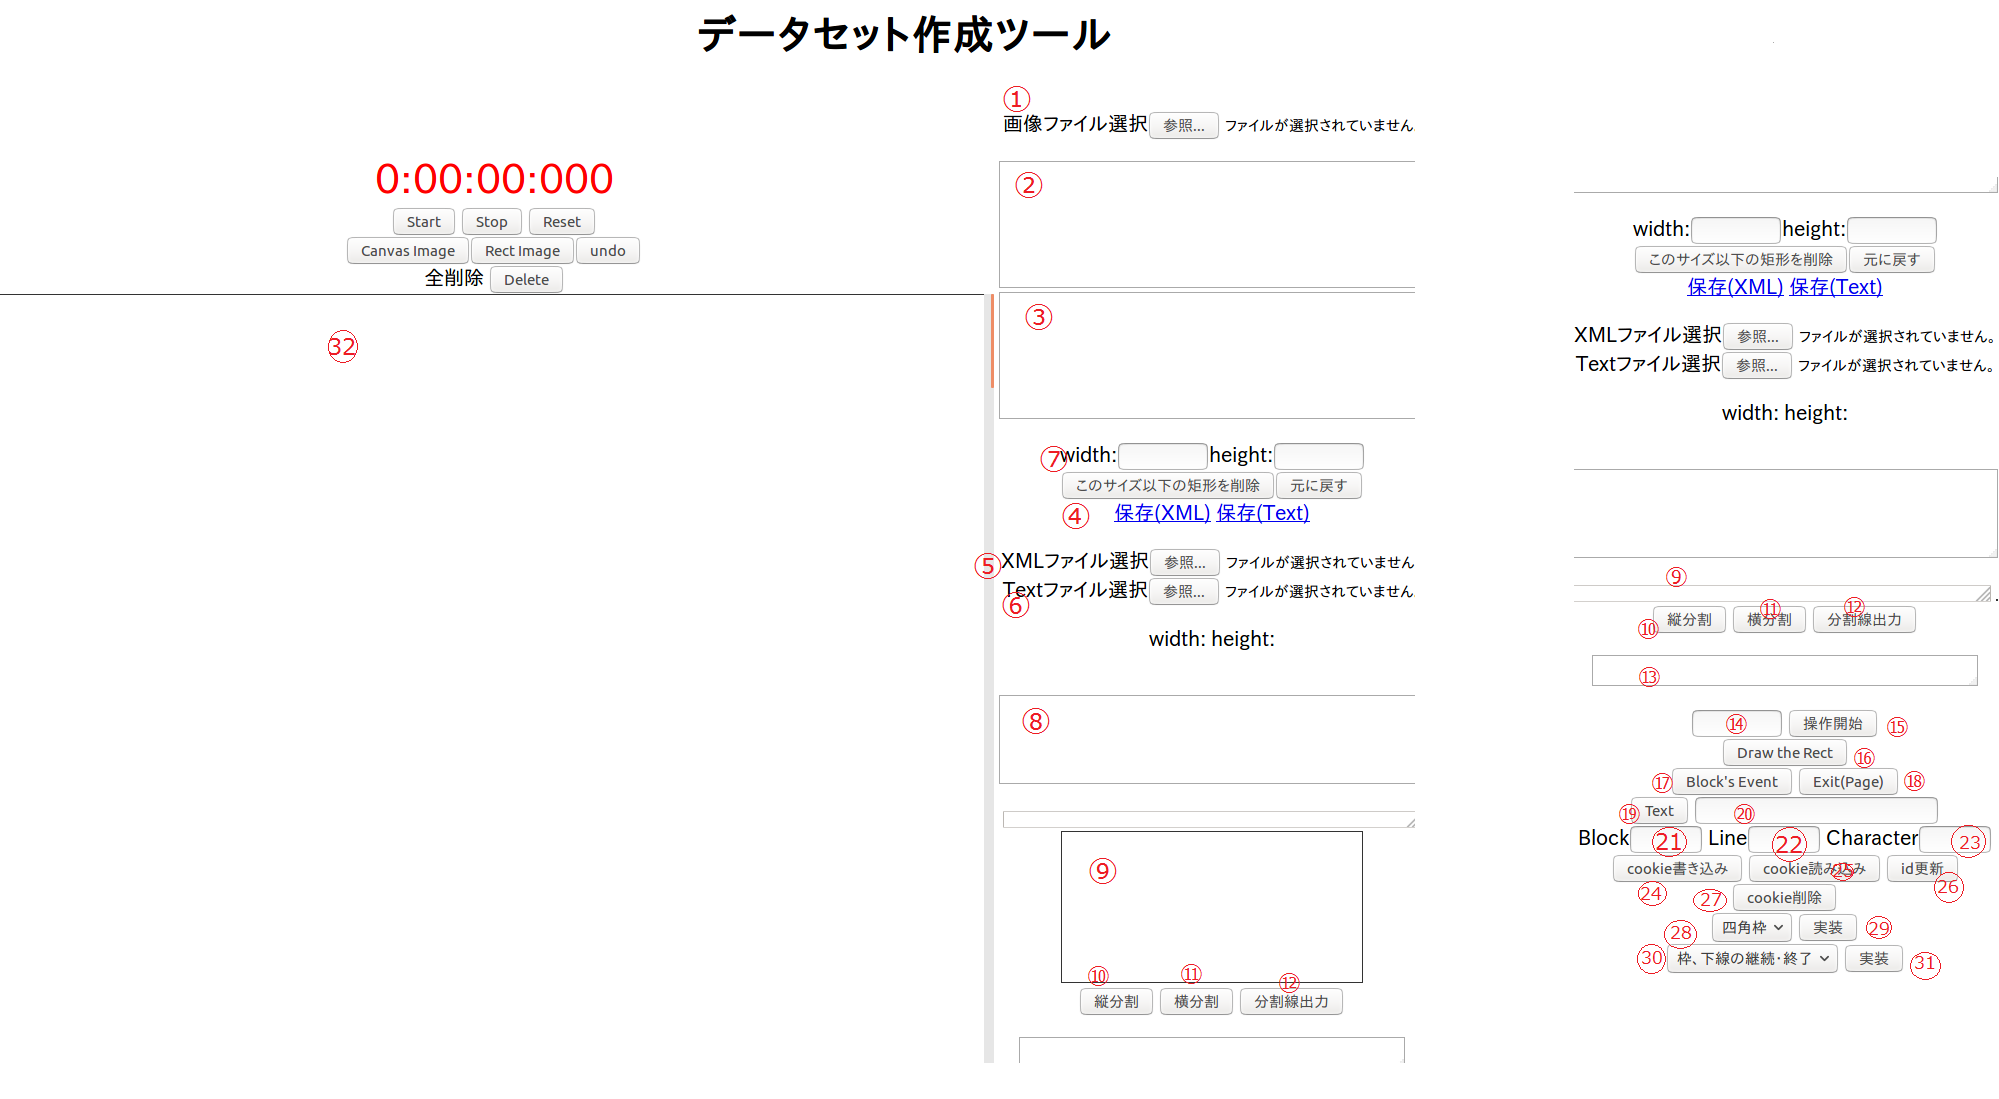 データセット作成ツール
0:00:00:000
Start Stop Reset
Canvas Image Rect Image undo
全削除 Delete
㉜
①
画像ファイル選択 参照... ファイルが選択されていません.
②
③
⑦ width: height:
このサイズ以下の矩形を削除 元に戻す
④ 保存(XML) 保存(Text)
⑤ XMLファイル選択 参照... ファイルが選択されていません
Textファイル選択 参照... ファイルが選択されていません.
⑥
width: height:
⑧
⑨
⑩ ⑪ ⑫
縦分割 横分割 分割線出力
width: height:
このサイズ以下の矩形を削除 元に戻す
保存(XML) 保存(Text)
XMLファイル選択 参照... ファイルが選択されていません。
Textファイル選択 参照... ファイルが選択されていません。
width: height:
⑨
⑩ 縦分割 ⑪ 横分割 ⑫ 分割線出力
⑬
⑭ 操作開始 ⑮
Draw the Rect ⑯
⑰ Block's Event Exit(Page) ⑱
⑲ Text ⑳
Block ㉑ Line ㉒ Character ㉓
cookie書き込み cookie読み込み ㉕ id更新
㉔ ㉗ cookie削除 ㉖
㉘ 四角枠 実装 ㉙
㉚ 枠、下線の継続・終了 実装 ㉛